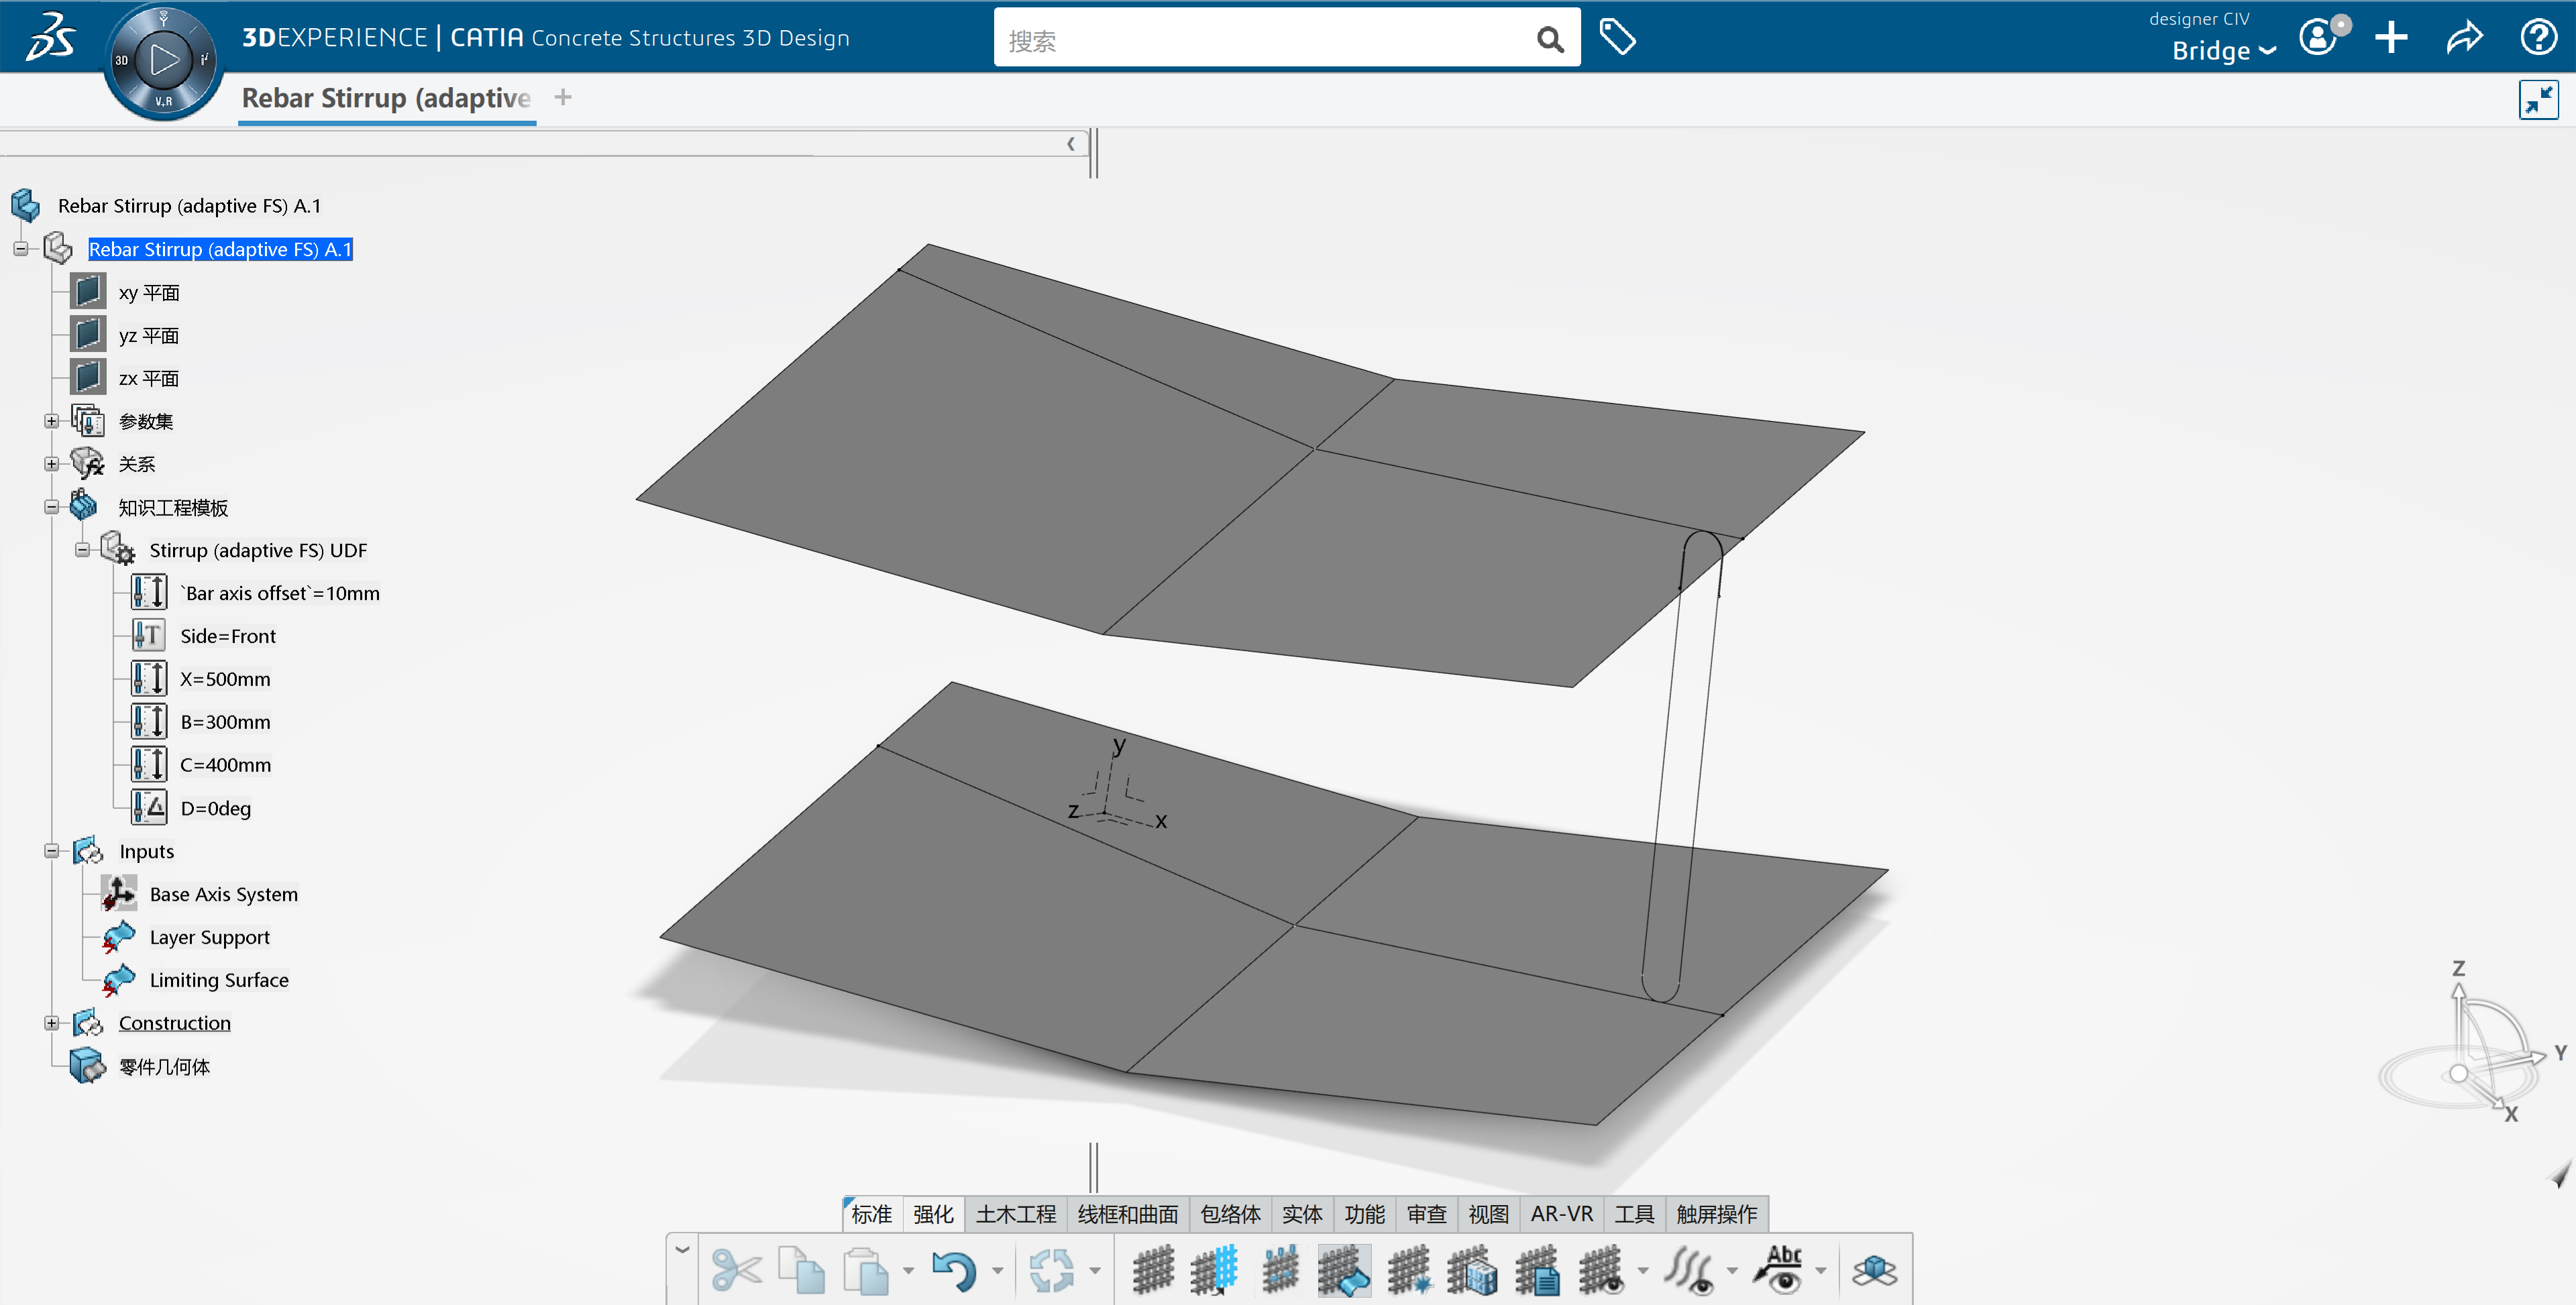 3DEXPERIENCE | CATIA Concrete Structures 3D Design
搜索
designer CIV
Bridge
3D
V,R
Rebar Stirrup (adaptive
Rebar Stirrup (adaptive FS) A.1
Rebar Stirrup (adaptive FS) A.1
xy 平面
yz 平面
zx 平面
参数集
关系
知识工程模板
Stirrup (adaptive FS) UDF
`Bar axis offset`=10mm
Side=Front
X=500mm
B=300mm
C=400mm
D=0deg
Inputs
Base Axis System
Layer Support
Limiting Surface
Construction
零件几何体
y
z
x
Z
Y
X
标准 强化 土木工程 线框和曲面 包络体 实体 功能 审查 视图 AR-VR 工具 触屏操作
Abc